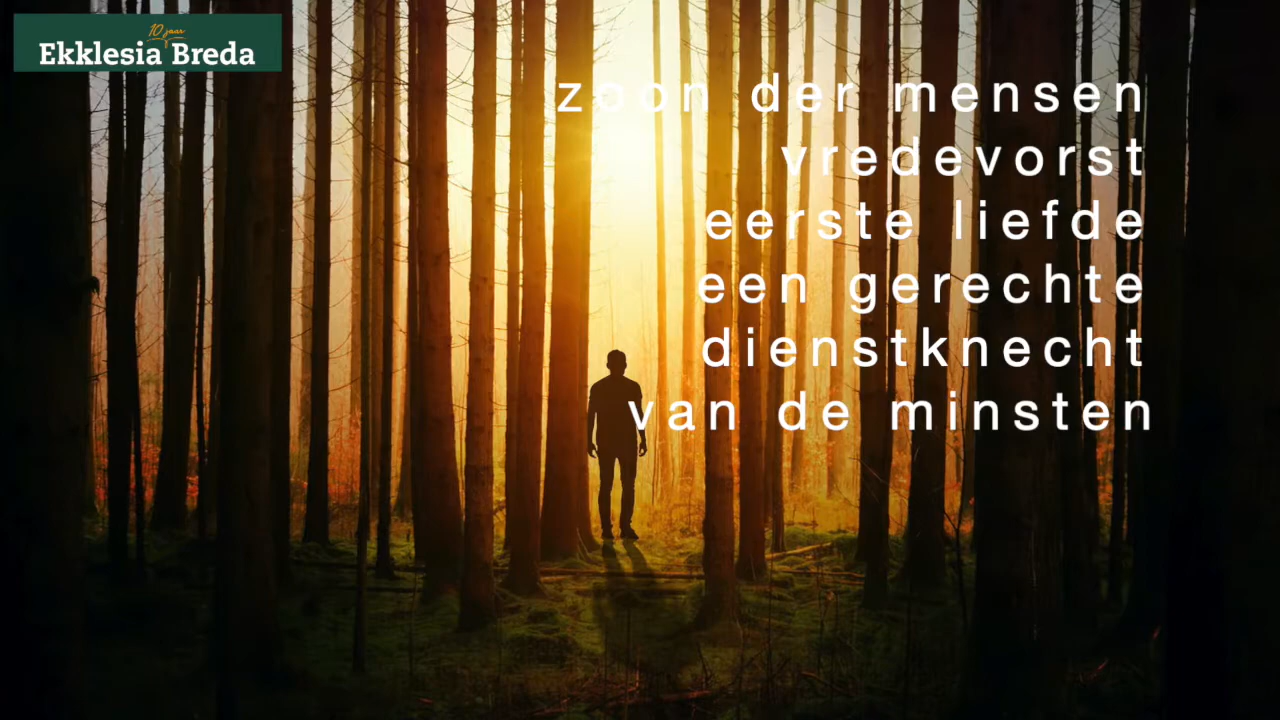 10 jaar
Ekklesia Breda
zoon der mensen
vredevorst
eerste liefde
een gerechte
dienstknecht
van de minsten